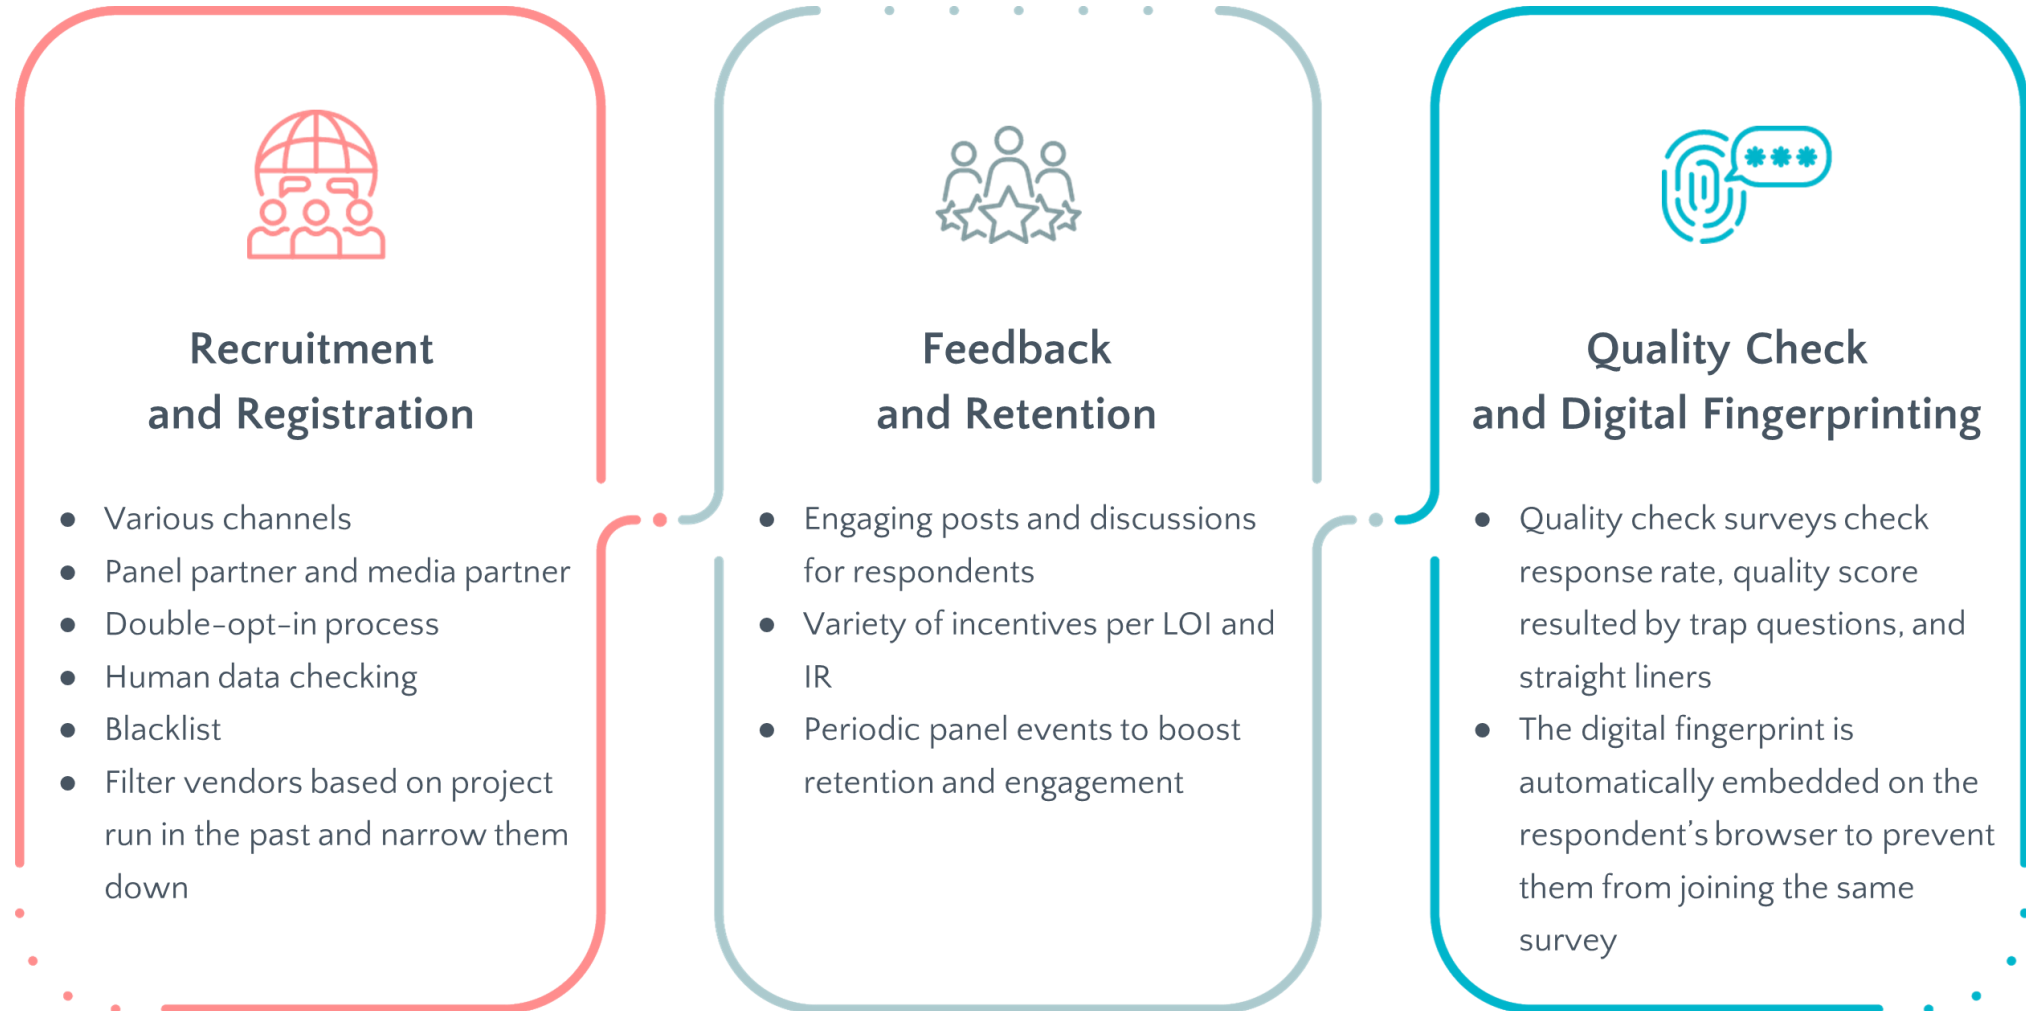 Recruitment
and Registration
● Various channels
● Panel partner and media partner
● Double-opt-in process
● Human data checking
● Blacklist
● Filter vendors based on project
run in the past and narrow them
down
Feedback
and Retention
● Engaging posts and discussions
for respondents
● Variety of incentives per LOI and
IR
● Periodic panel events to boost
retention and engagement
Quality Check
and Digital Fingerprinting
● Quality check surveys check
response rate, quality score
resulted by trap questions, and
straight liners
● The digital fingerprint is
automatically embedded on the
respondent’s browser to prevent
them from joining the same
survey